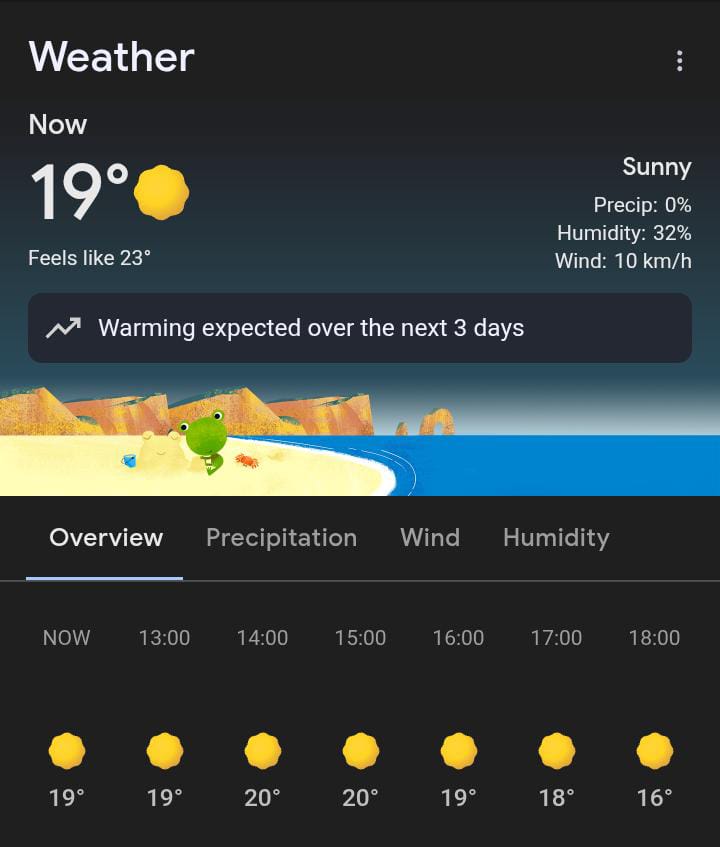 Weather
Now
19°
Feels like 23°
Sunny
Precip: 0%
Humidity: 32%
Wind: 10 km/h
Warming expected over the next 3 days
Overview Precipitation Wind Humidity
NOW 13:00 14:00 15:00 16:00 17:00 18:00
19° 19° 20° 20° 19° 18° 16°